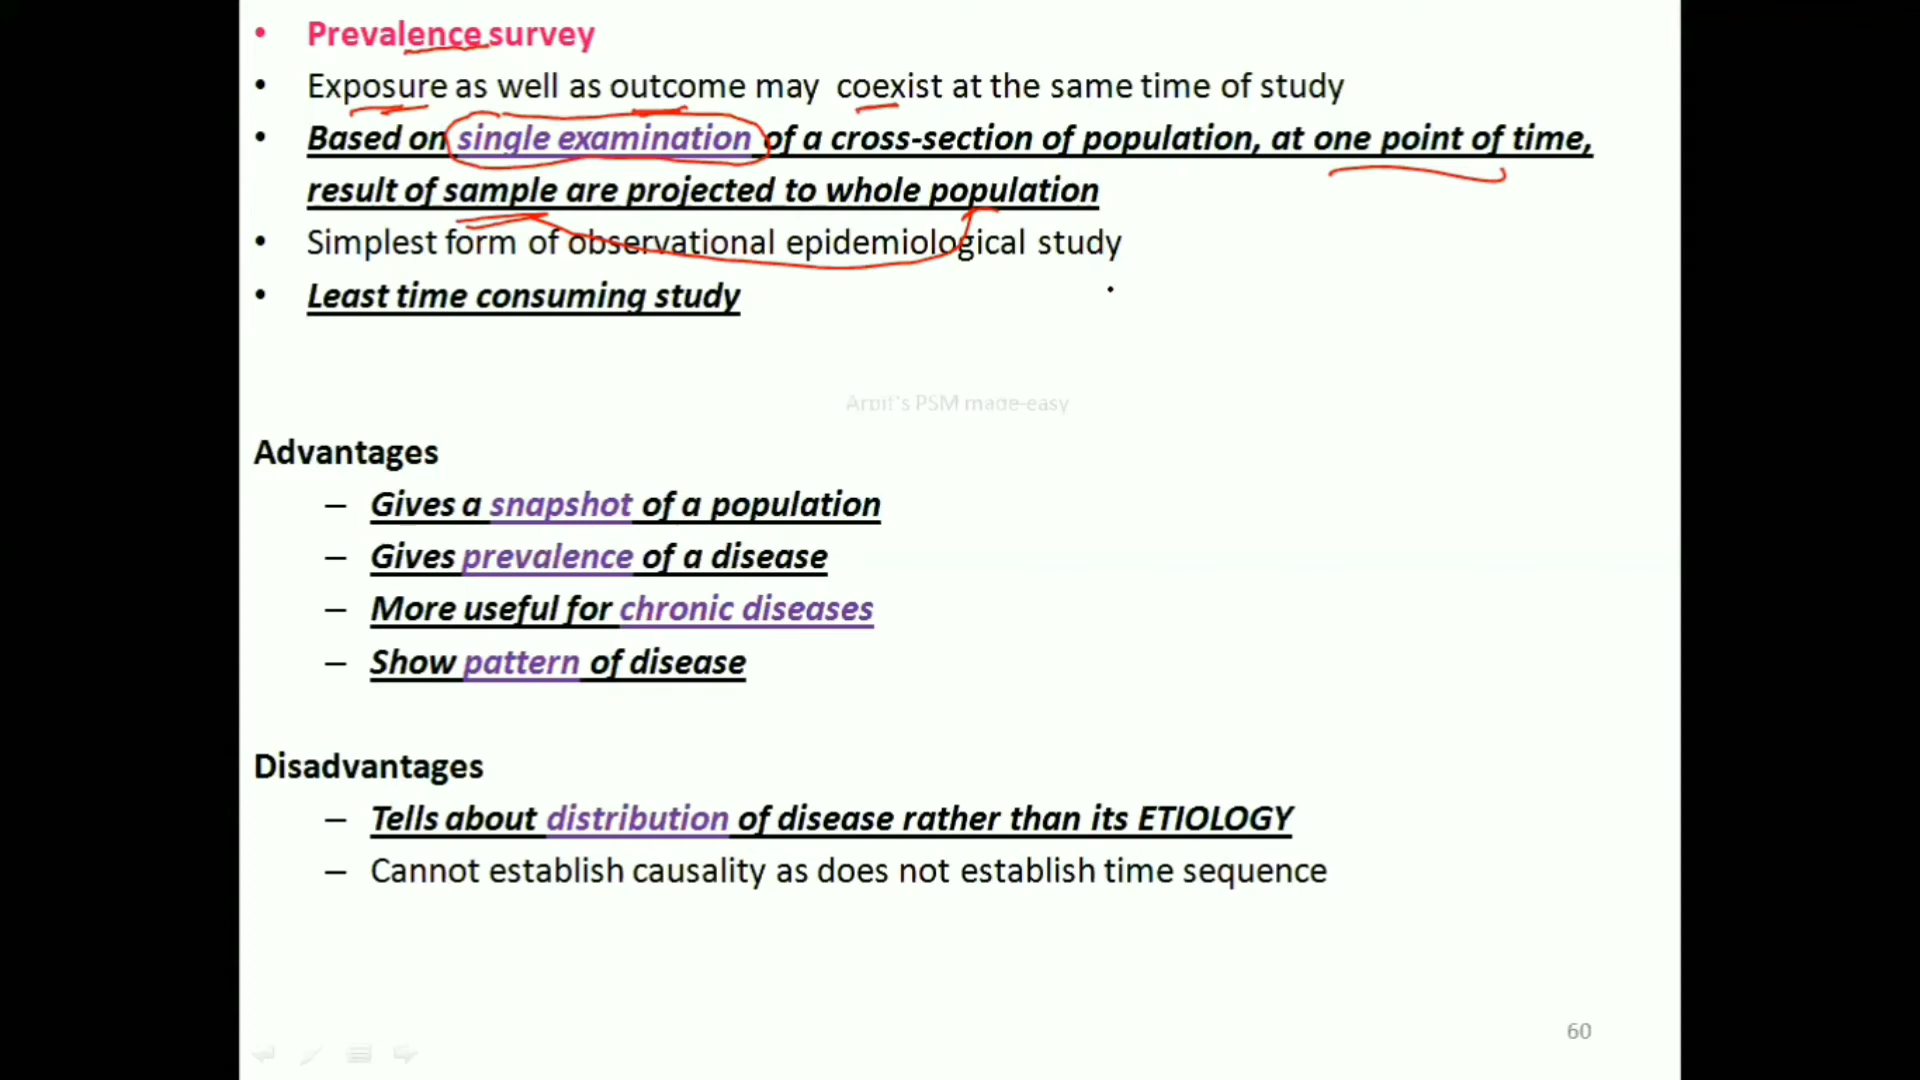 • Prevalence survey
• Exposure as well as outcome may coexist at the same time of study
• Based on single examination of a cross-section of population, at one point of time,
result of sample are projected to whole population
• Simplest form of observational epidemiological study
• Least time consuming study
Arpit's PSM made-easy
Advantages
– Gives a snapshot of a population
– Gives prevalence of a disease
– More useful for chronic diseases
– Show pattern of disease
Disadvantages
– Tells about distribution of disease rather than its ETIOLOGY
– Cannot establish causality as does not establish time sequence
60